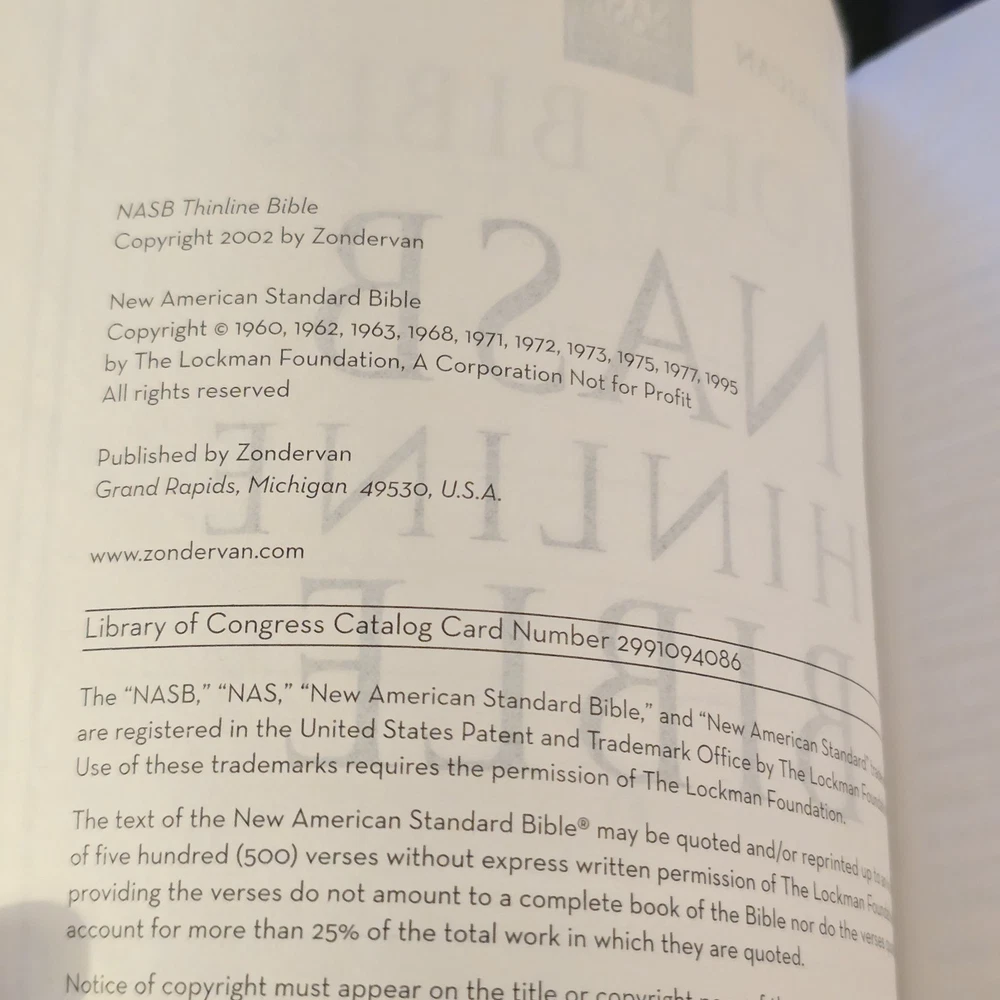 NASB Thinline Bible
Copyright 2002 by Zondervan
New American Standard Bible
Copyright © 1960, 1962, 1963, 1968, 1971, 1972, 1973, 1975, 1977, 1995
by The Lockman Foundation, A Corporation Not for Profit
All rights reserved
Published by Zondervan
Grand Rapids, Michigan 49530, U.S.A.
www.zondervan.com
Library of Congress Catalog Card Number 2991094086
The “NASB,” “NAS,” “New American Standard Bible,” and “New American Standard”
are registered in the United States Patent and Trademark Office by The Lockman
Use of these trademarks requires the permission of The Lockman Foundation.
The text of the New American Standard Bible® may be quoted and/or reprinted up to
of five hundred (500) verses without express written permission of The Lockman
providing the verses do not amount to a complete book of the Bible nor do the verses
account for more than 25% of the total work in which they are quoted.
Notice of copyright must appear on the title or copyright